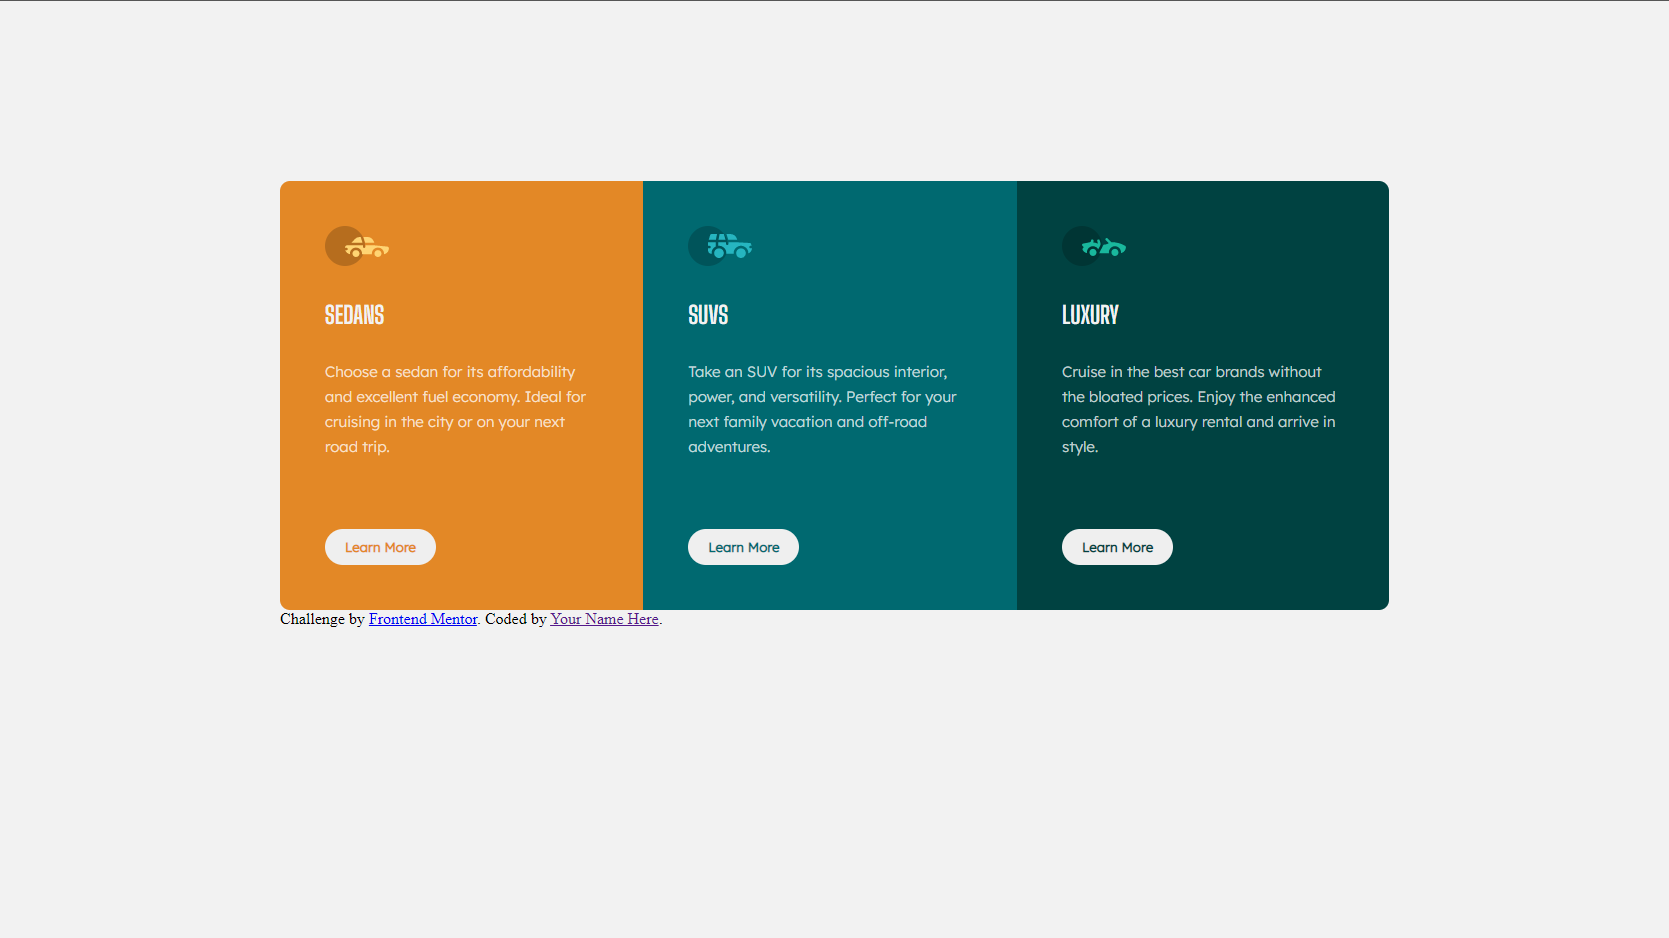 SEDANS
Choose a sedan for its affordability
and excellent fuel economy. Ideal for
cruising in the city or on your next
road trip.
Learn More
SUVS
Take an SUV for its spacious interior,
power, and versatility. Perfect for your
next family vacation and off-road
adventures.
Learn More
LUXURY
Cruise in the best car brands without
the bloated prices. Enjoy the enhanced
comfort of a luxury rental and arrive in
style.
Learn More
Challenge by Frontend Mentor. Coded by Your Name Here.